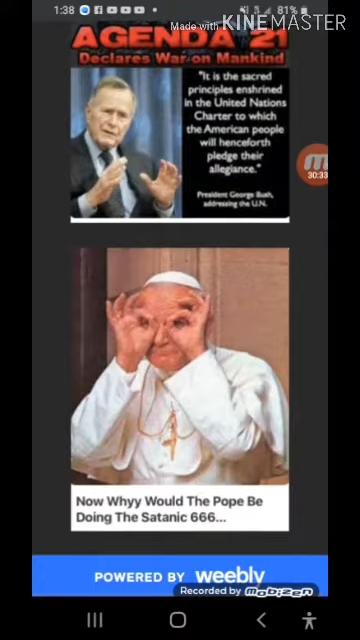 1:38
81%
Made with KINEMASTER
AGENDA 21
Declares War on Mankind
"It is the sacred
principles enshrined
in the United Nations
Charter to which
the American people
will henceforth
pledge their
allegiance."
President George Bush,
addressing the U.N.
30:33
Now Whyy Would The Pope Be
Doing The Satanic 666...
POWERED BY weebly
Recorded by mobizen